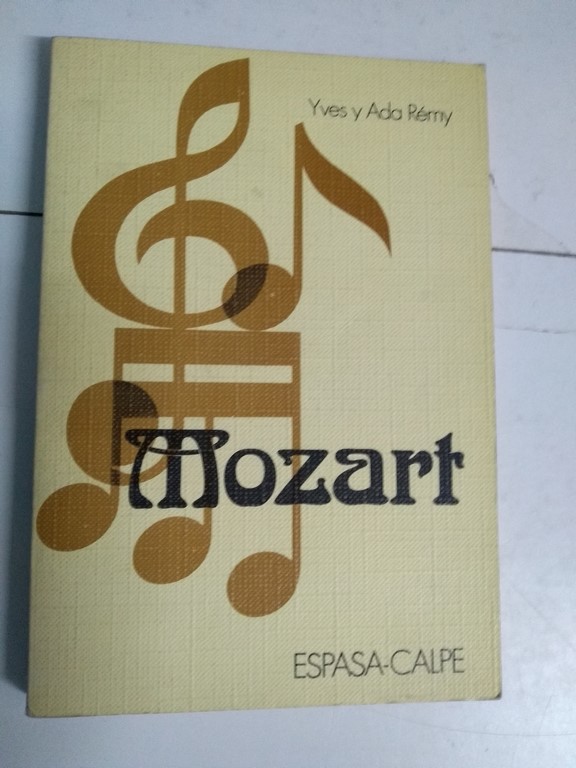 Yves y Ada Rémy
Mozart
ESPASA-CALPE